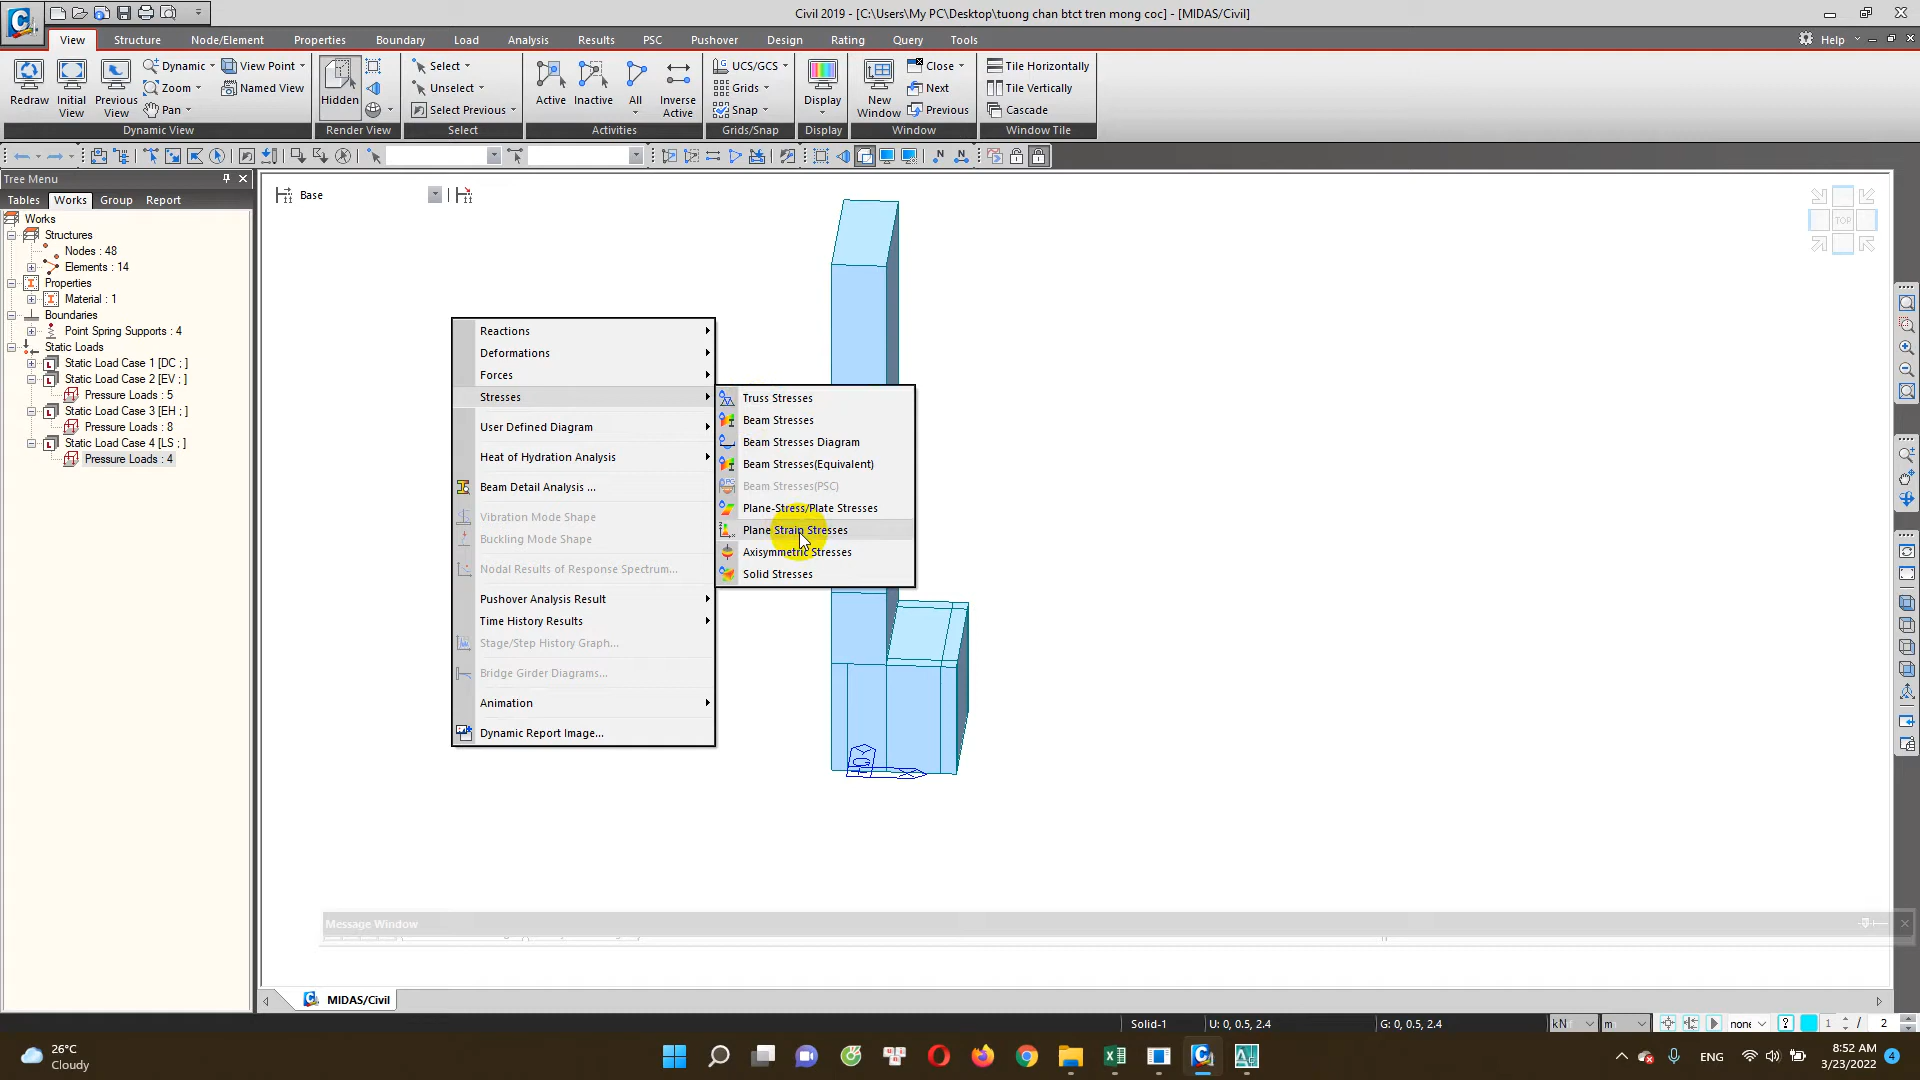 Civil 2019 - [C:\Users\My PC\Desktop\tuong chan btct tren mong coc] - [MIDAS/Civil]
View Structure Node/Element Properties Boundary Load Analysis Results PSC Pushover Design Rating Query Tools Help
Redraw
Initial View
Previous View
Dynamic
Zoom
Pan
View Point
Named View
Hidden
Select
Unselect
Select Previous
Active
Inactive
All
Inverse Active
UCS/GCS
Grids
Snap
Display
New Window
Close
Next
Previous
Tile Horizontally
Tile Vertically
Cascade
Dynamic View Render View Select Activities Grids/Snap Display Window Window Tile
Tree Menu
Tables Works Group Report
Works
Structures
Nodes : 48
Elements : 14
Properties
Material : 1
Boundaries
Point Spring Supports : 4
Static Loads
Static Load Case 1 [DC ; ]
Static Load Case 2 [EV ; ]
Pressure Loads : 5
Static Load Case 3 [EH ; ]
Pressure Loads : 8
Static Load Case 4 [LS ; ]
Pressure Loads : 4
Base
TOP
Reactions
Deformations
Forces
Stresses
User Defined Diagram
Heat of Hydration Analysis
Beam Detail Analysis ...
Vibration Mode Shape
Buckling Mode Shape
Nodal Results of Response Spectrum...
Pushover Analysis Result
Time History Results
Stage/Step History Graph...
Bridge Girder Diagrams...
Animation
Dynamic Report Image...
Truss Stresses
Beam Stresses
Beam Stresses Diagram
Beam Stresses(Equivalent)
Beam Stresses(PSC)
Plane-Stress/Plate Stresses
Plane Strain Stresses
Axisymmetric Stresses
Solid Stresses
Message Window
MIDAS/Civil
Solid-1 U: 0, 0.5, 2.4 G: 0, 0.5, 2.4 kN m none ? 1 / 2
26°C
Cloudy
ENG
8:52 AM
3/23/2022
4